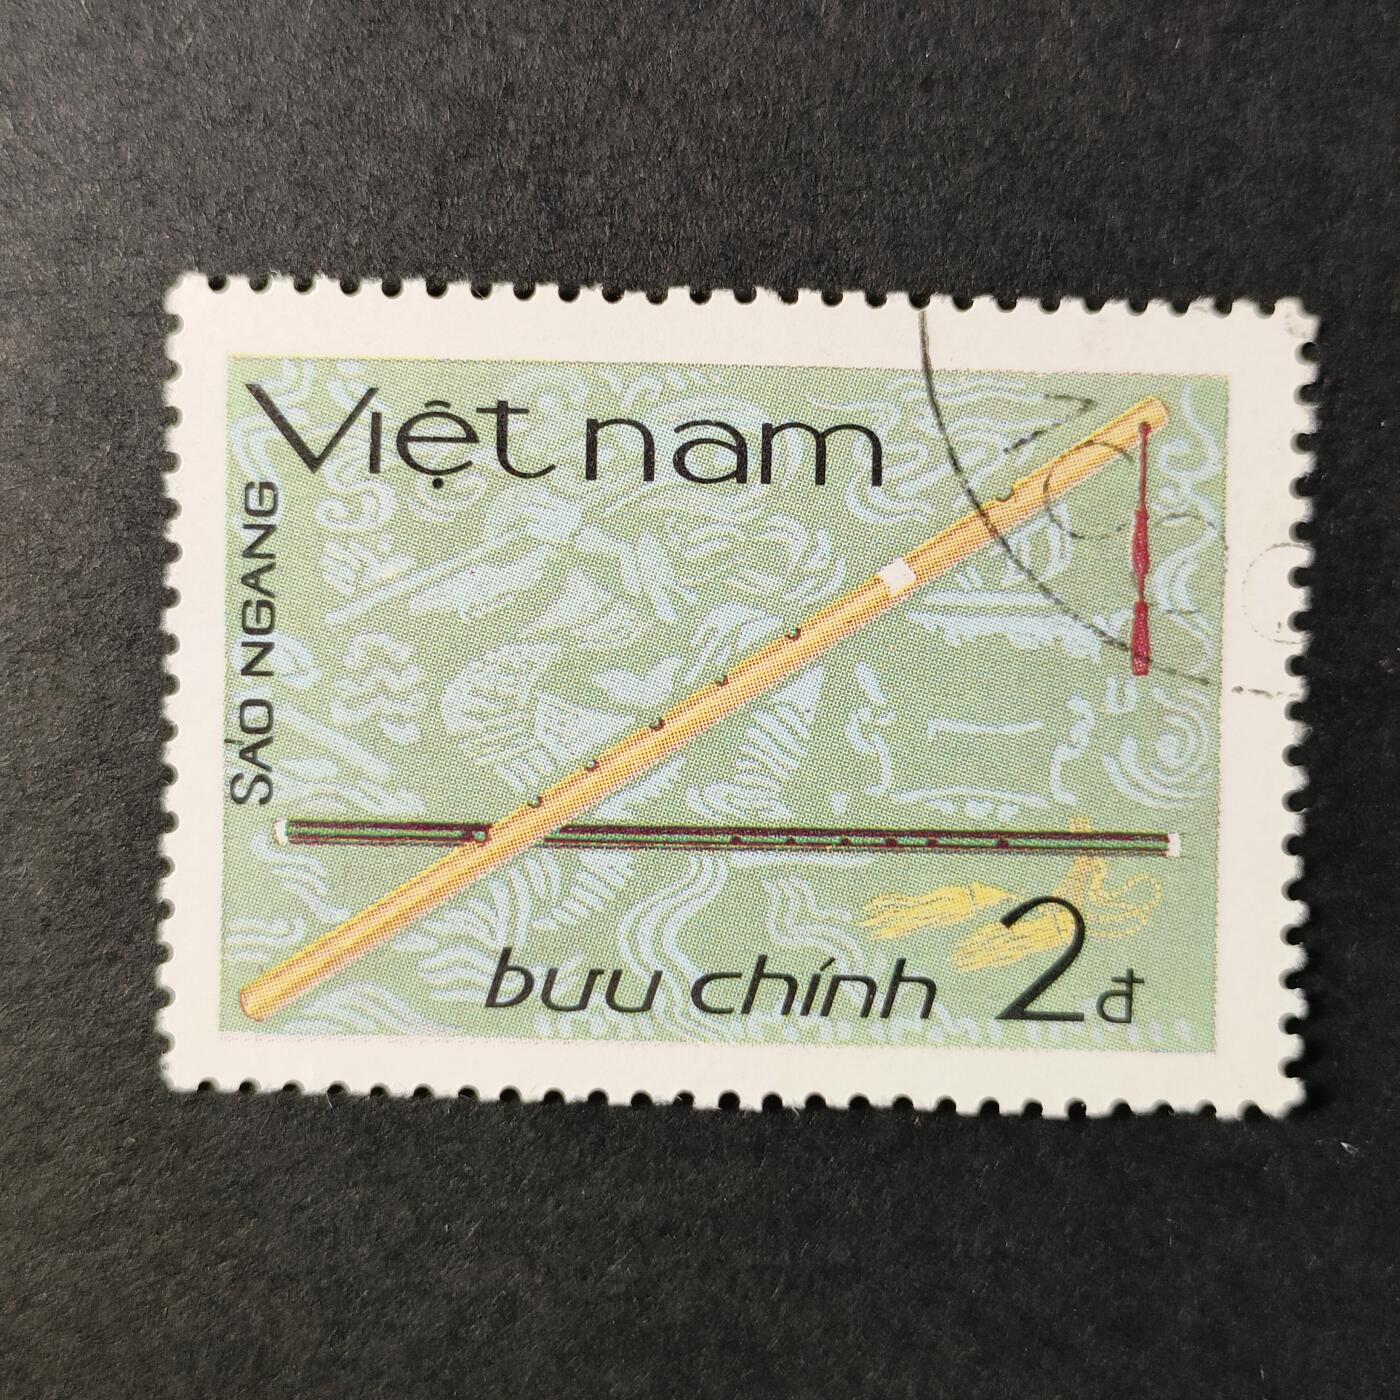 Việt nam
SÁO NGANG
bưu chính 2đ